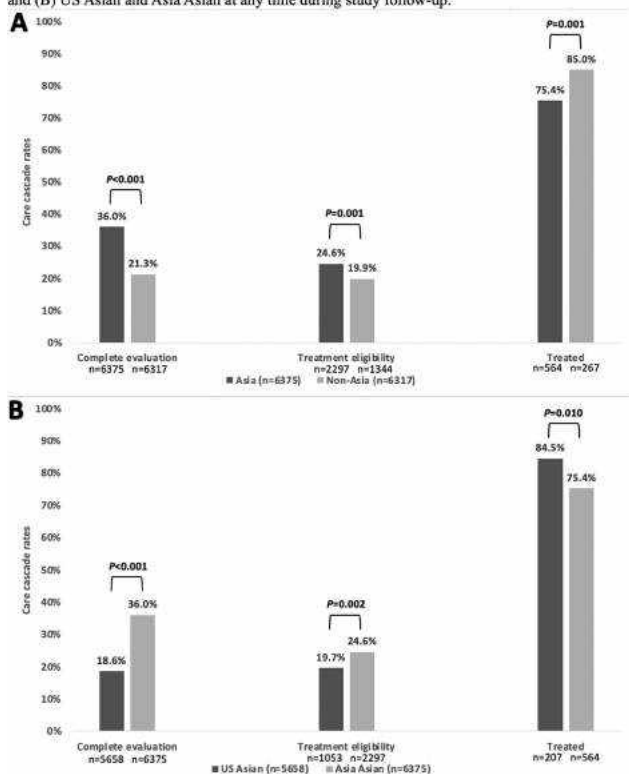 and (B) US Asian and Asia Asian at any time during study follow-up.
A
100%
90%
80%
70%
60%
50%
40%
30%
20%
10%
0%
Care cascade rates
P<0.001
36.0%
21.3%
P=0.001
24.6%
19.9%
P=0.001
85.0%
75.4%
Complete evaluation
n=6375 n=6317
Treatment eligibility
n=2297 n=1344
Treated
n=564 n=267
Asia (n=6375) Non-Asia (n=6317)
B
100%
90%
80%
70%
60%
50%
40%
30%
20%
10%
0%
Care cascade rates
P<0.001
36.0%
18.6%
P=0.002
24.6%
19.7%
P=0.010
84.5%
75.4%
Complete evaluation
n=5658 n=6375
Treatment eligibility
n=1053 n=2297
Treated
n=207 n=564
US Asian (n=5658) Asia Asian (n=6375)